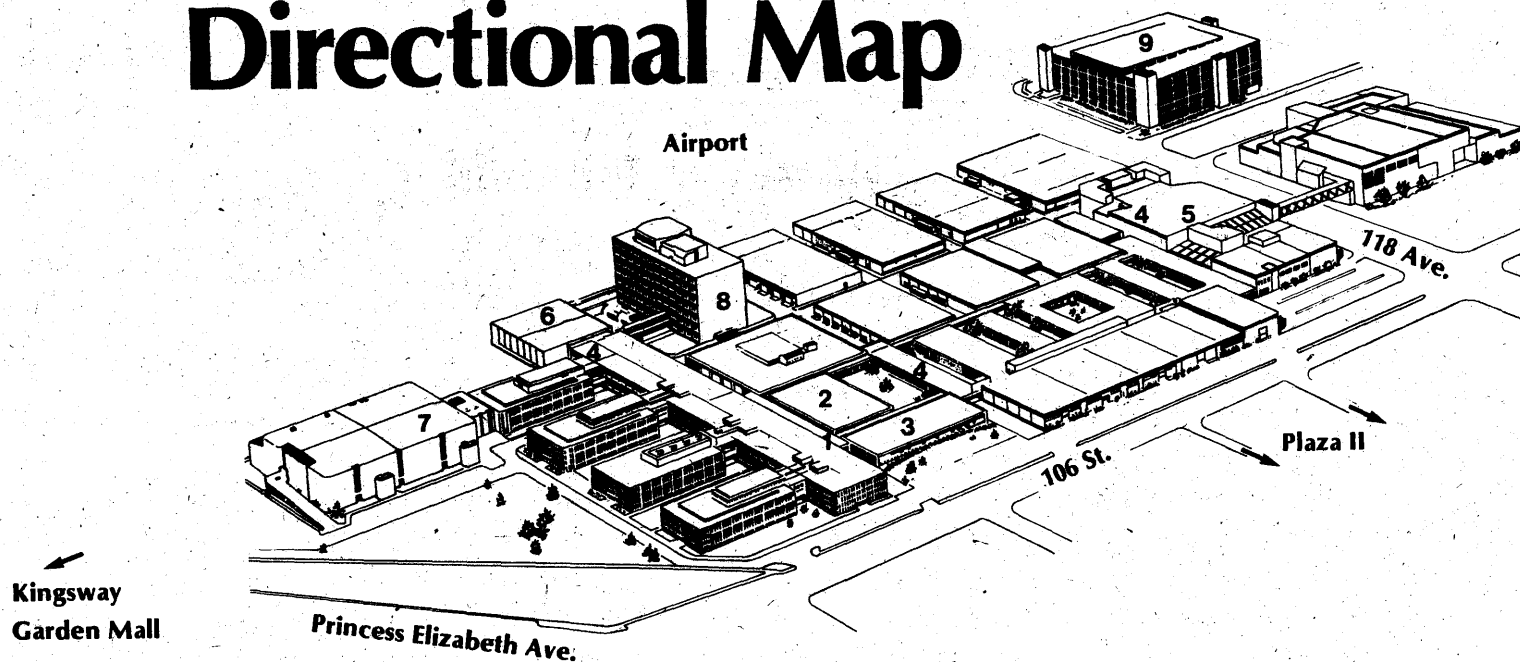 Directional Map
9
Airport
4 5
118 Ave.
8
6
4
4
2
7
3
1
Plaza II
106 St.
Kingsway
Garden Mall
Princess Elizabeth Ave.